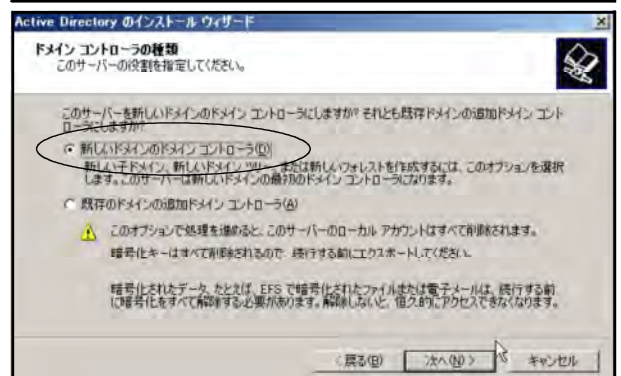 Active Directory のインストール ウィザード
ドメイン コントローラの種類
このサーバーの役割を指定してください。
このサーバーを新しいドメインのドメイン コントローラにしますか? それとも既存ドメインの追加ドメイン コント
ローラにしますか?
新しいドメインのドメイン コントローラ(D)
新しい子ドメイン、新しいドメイン ツリー、または新しいフォレストを作成するには、このオプションを選択
します。このサーバーは新しいドメインの最初のドメイン コントローラになります。
既存のドメインの追加ドメイン コントローラ(A)
このオプションで処理を進めると、このサーバーのローカル アカウントはすべて削除されます。
暗号化キーはすべて削除されるので、続行する前にエクスポートしてください。
暗号化されたデータ、たとえば、EFS で暗号化されたファイルまたは電子メールは、続行する前
に暗号化をすべて解除する必要があります。解除しないと、恒久的にアクセスできなくなります。
< 戻る(B) 次へ(N) > キャンセル